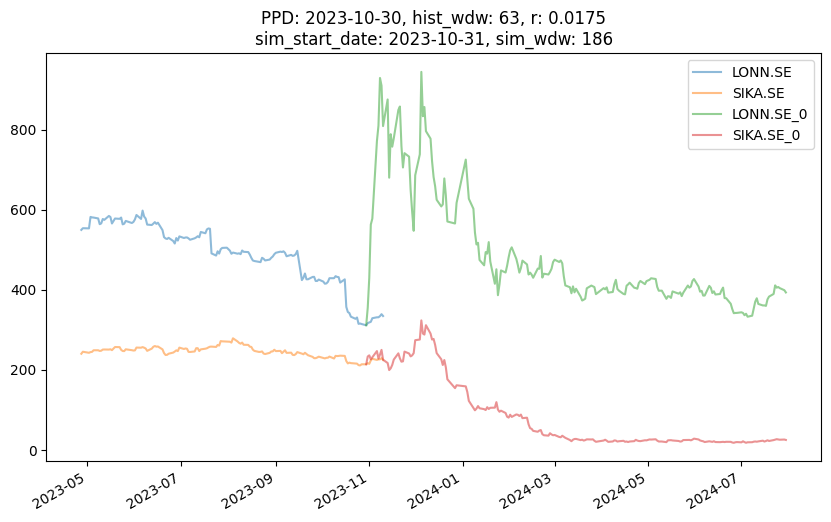 PPD: 2023-10-30, hist_wdw: 63, r: 0.0175
sim_start_date: 2023-10-31, sim_wdw: 186
LONN.SE
SIKA.SE
LONN.SE_0
SIKA.SE_0
800
600
400
200
0
2023-05
2023-07
2023-09
2023-11
2024-01
2024-03
2024-05
2024-07